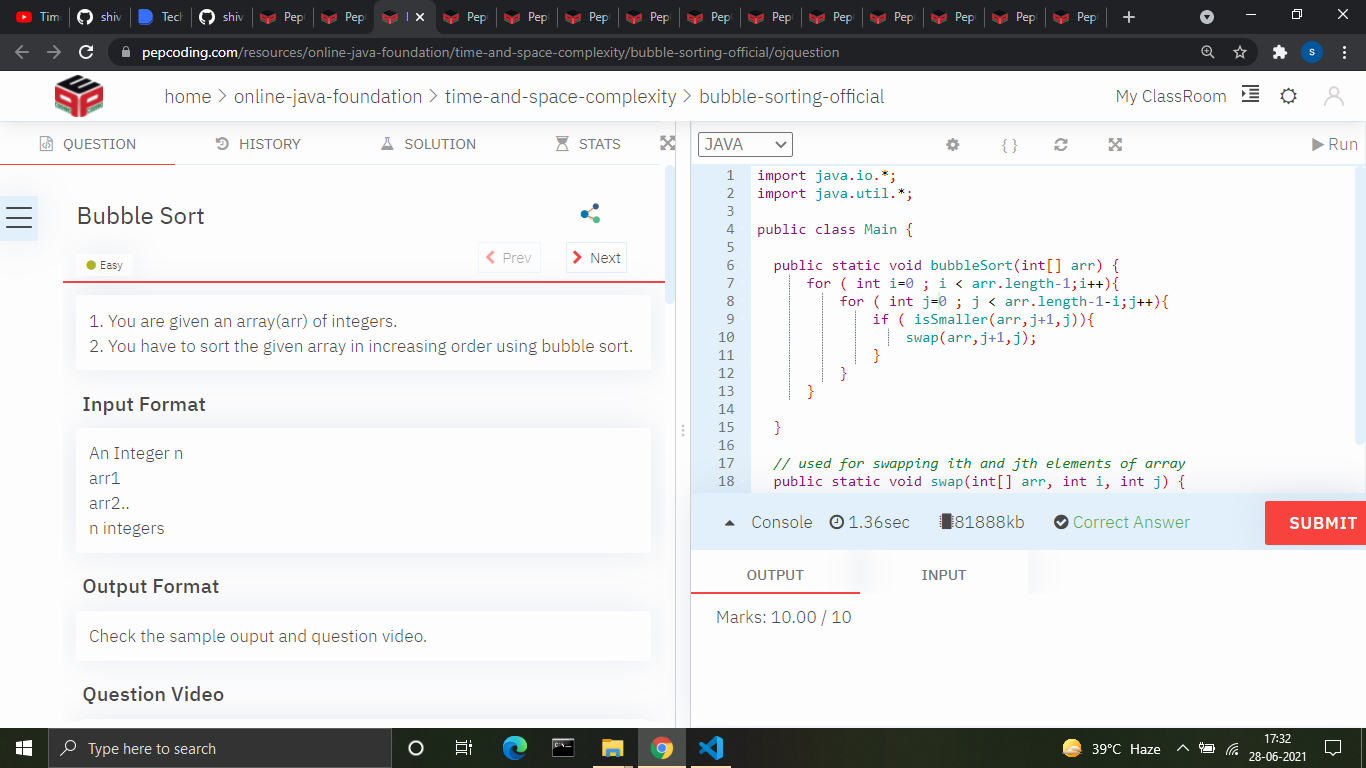 Time
shiv
Tech
shiv
Pep
Pep
Pep
Pep
Pep
Pep
Pep
Pep
Pep
Pep
Pep
Pep
Pep
pepcoding.com/resources/online-java-foundation/time-and-space-complexity/bubble-sorting-official/ojquestion
s
home > online-java-foundation > time-and-space-complexity > bubble-sorting-official
My ClassRoom
QUESTION HISTORY SOLUTION STATS
JAVA { } Run
Bubble Sort
Easy
Prev Next
1. You are given an array(arr) of integers.
2. You have to sort the given array in increasing order using bubble sort.
Input Format
An Integer n
arr1
arr2..
n integers
Output Format
Check the sample ouput and question video.
Question Video
1 import java.io.*;
2 import java.util.*;
3
4 public class Main {
5
6 public static void bubbleSort(int[] arr) {
7 for ( int i=0 ; i < arr.length-1;i++){
8 for ( int j=0 ; j < arr.length-1-i;j++){
9 if ( isSmaller(arr,j+1,j)){
10 swap(arr,j+1,j);
11 }
12 }
13 }
14
15 }
16
17 // used for swapping ith and jth elements of array
18 public static void swap(int[] arr, int i, int j) {
Console 1.36sec 81888kb Correct Answer SUBMIT
OUTPUT INPUT
Marks: 10.00 / 10
Type here to search
39°C Haze
17:32
28-06-2021